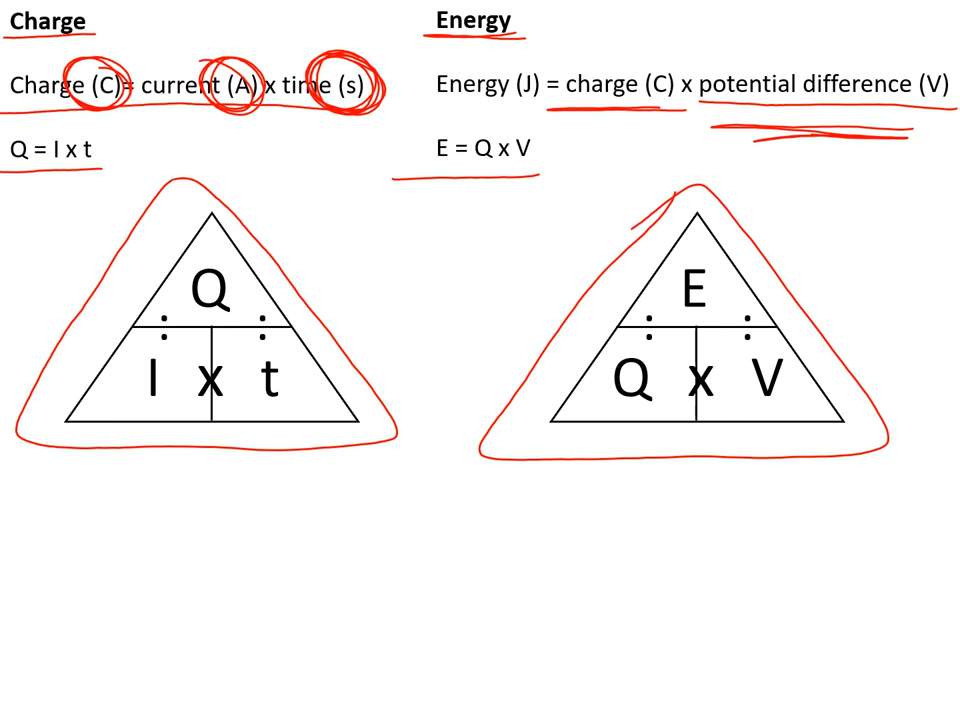 Charge
Charge (C)= current (A) x time (s)
Q = I x t
Q
I x t
Energy
Energy (J) = charge (C) x potential difference (V)
E = Q x V
E
Q x V